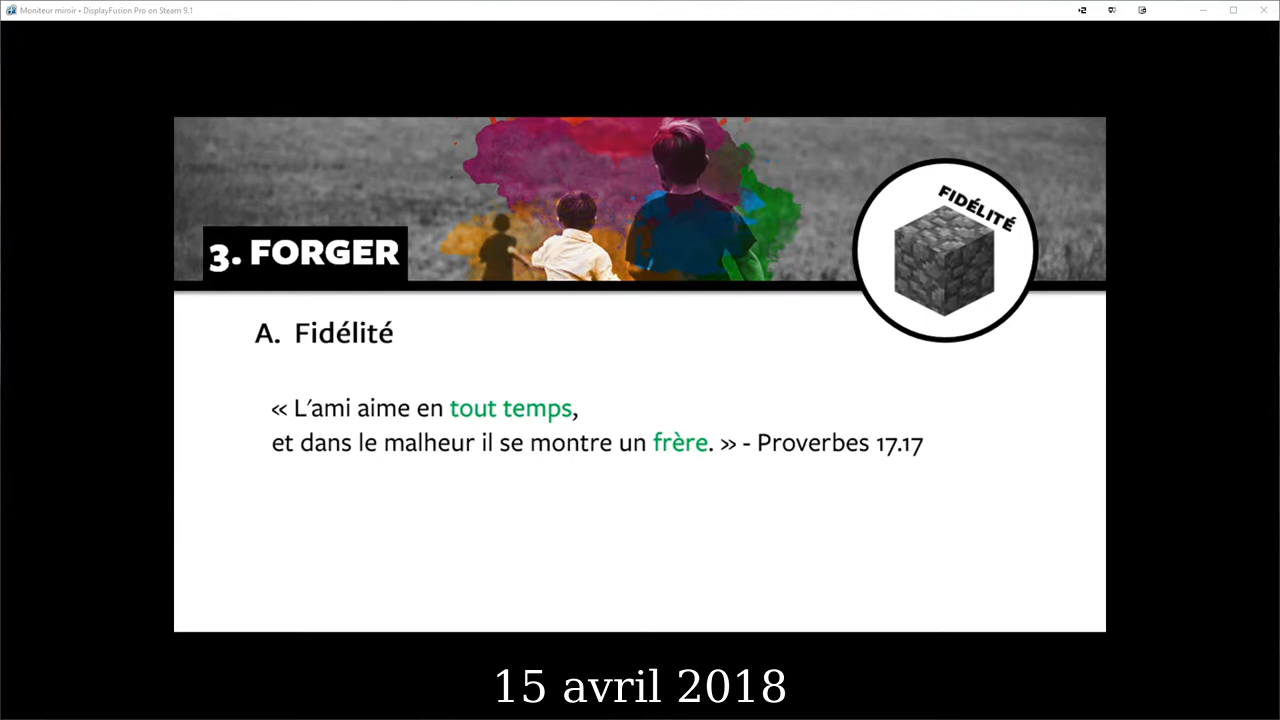 Moniteur miroir • DisplayFusion Pro on Steam 9.1
3. FORGER
FIDÉLITÉ
A. Fidélité
« L'ami aime en tout temps,
et dans le malheur il se montre un frère. » - Proverbes 17.17
15 avril 2018